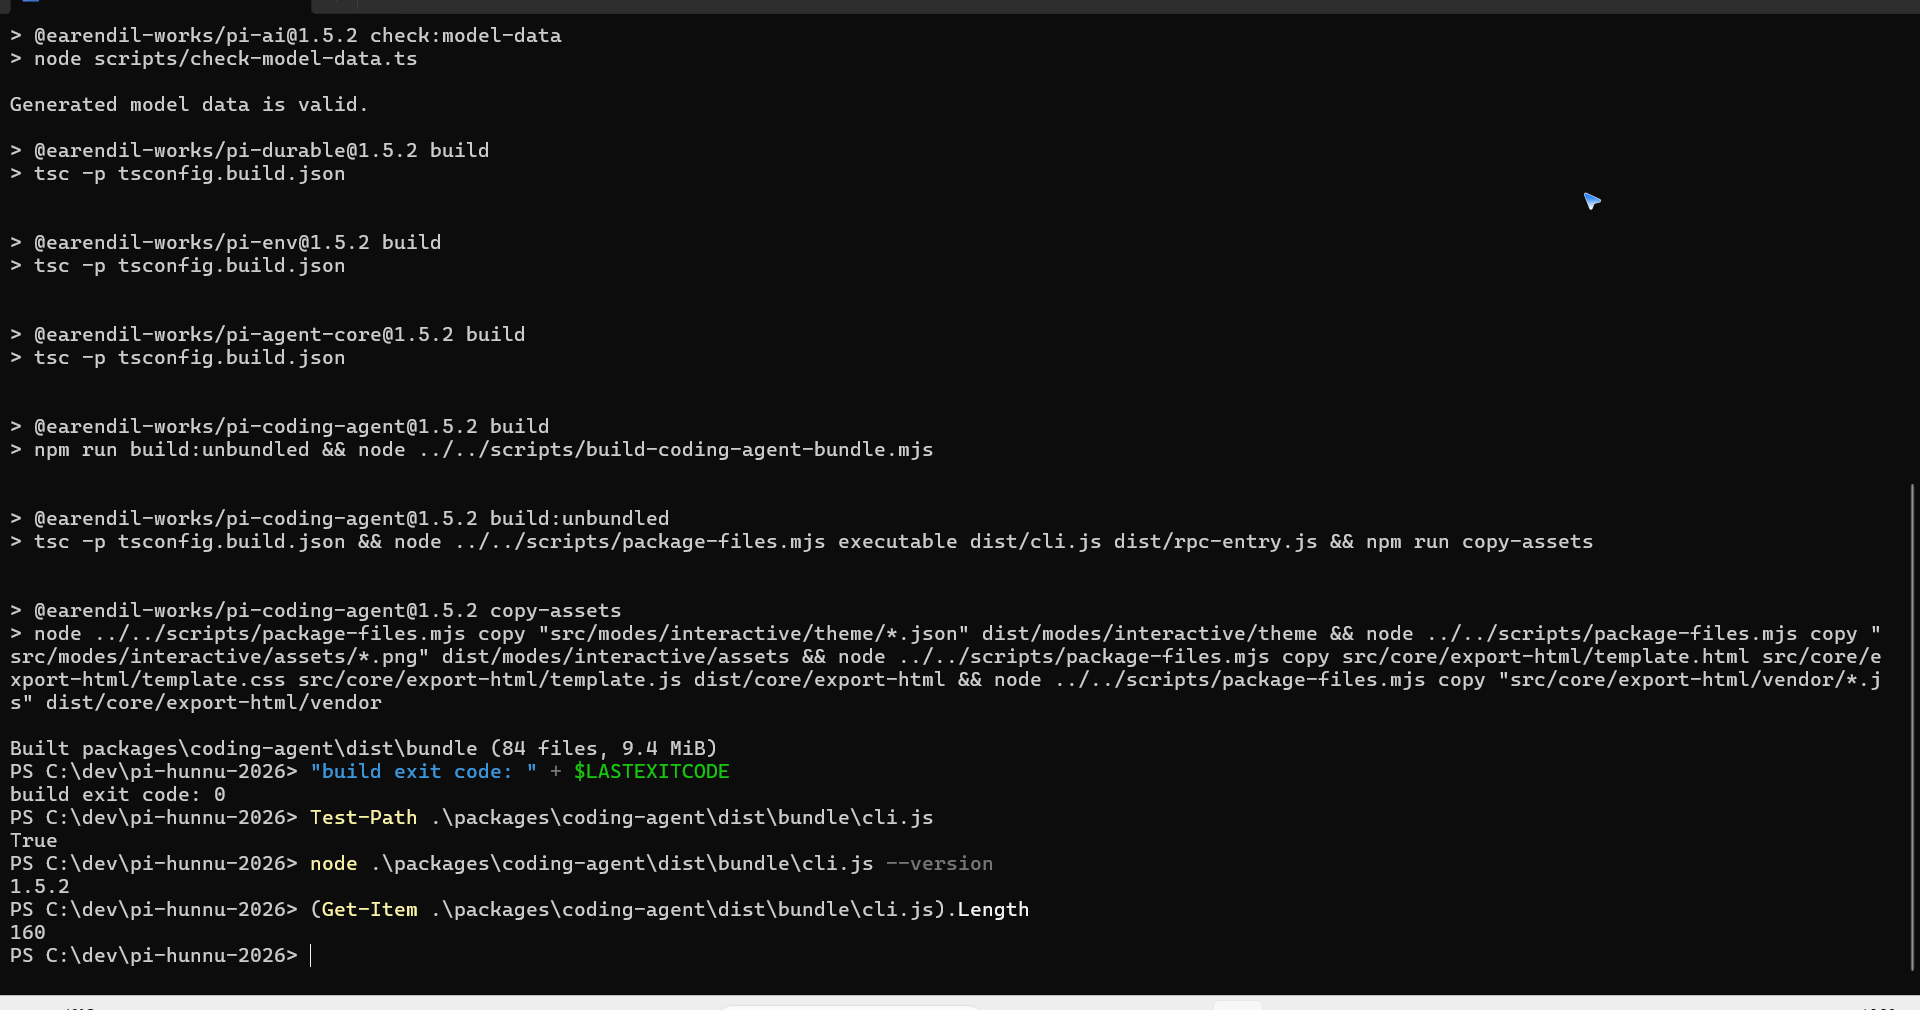 > @earendil-works/pi-ai@1.5.2 check:model-data
> node scripts/check-model-data.ts
Generated model data is valid.
> @earendil-works/pi-durable@1.5.2 build
> tsc -p tsconfig.build.json
> @earendil-works/pi-env@1.5.2 build
> tsc -p tsconfig.build.json
> @earendil-works/pi-agent-core@1.5.2 build
> tsc -p tsconfig.build.json
> @earendil-works/pi-coding-agent@1.5.2 build
> npm run build:unbundled && node ../../scripts/build-coding-agent-bundle.mjs
> @earendil-works/pi-coding-agent@1.5.2 build:unbundled
> tsc -p tsconfig.build.json && node ../../scripts/package-files.mjs executable dist/cli.js dist/rpc-entry.js && npm run copy-assets
> @earendil-works/pi-coding-agent@1.5.2 copy-assets
> node ../../scripts/package-files.mjs copy "src/modes/interactive/theme/*.json" dist/modes/interactive/theme && node ../../scripts/package-files.mjs copy "
src/modes/interactive/assets/*.png" dist/modes/interactive/assets && node ../../scripts/package-files.mjs copy src/core/export-html/template.html src/core/e
xport-html/template.css src/core/export-html/template.js dist/core/export-html && node ../../scripts/package-files.mjs copy "src/core/export-html/vendor/*.j
s" dist/core/export-html/vendor
Built packages\coding-agent\dist\bundle (84 files, 9.4 MiB)
PS C:\dev\pi-hunnu-2026> "build exit code: " + $LASTEXITCODE
build exit code: 0
PS C:\dev\pi-hunnu-2026> Test-Path .\packages\coding-agent\dist\bundle\cli.js
True
PS C:\dev\pi-hunnu-2026> node .\packages\coding-agent\dist\bundle\cli.js --version
1.5.2
PS C:\dev\pi-hunnu-2026> (Get-Item .\packages\coding-agent\dist\bundle\cli.js).Length
160
PS C:\dev\pi-hunnu-2026>